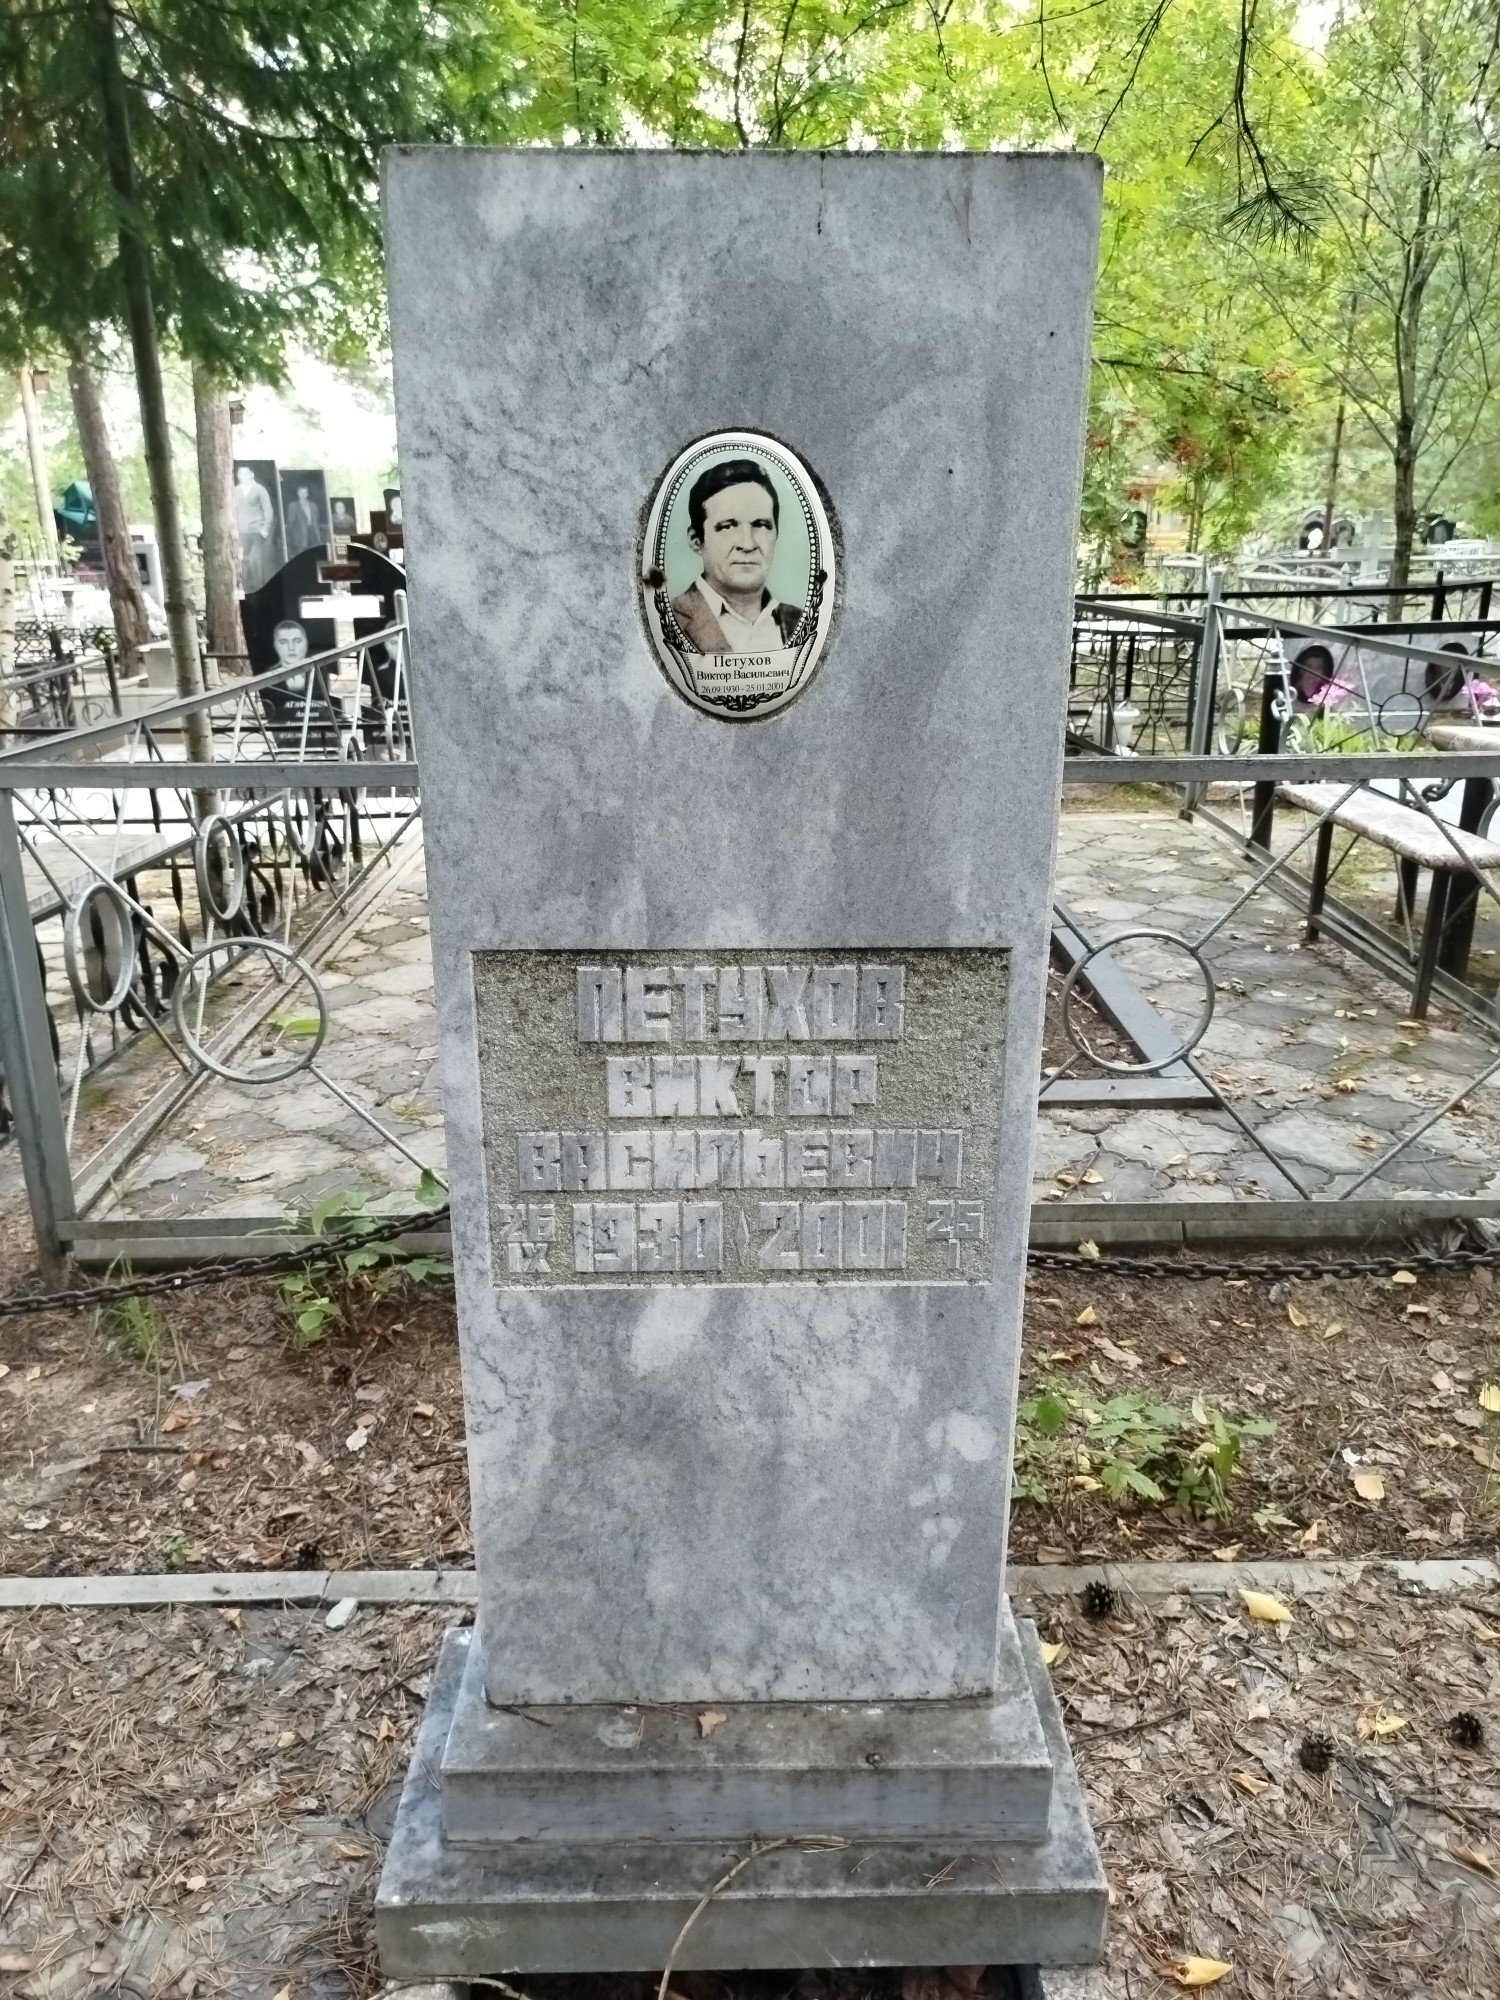 Петухов
Виктор Васильевич
26.09.1930 - 25.01.2001
ПЕТУХОВ
ВИКТОР
ВАСИЛЬЕВИЧ
26 IX 1930 2001 25 I